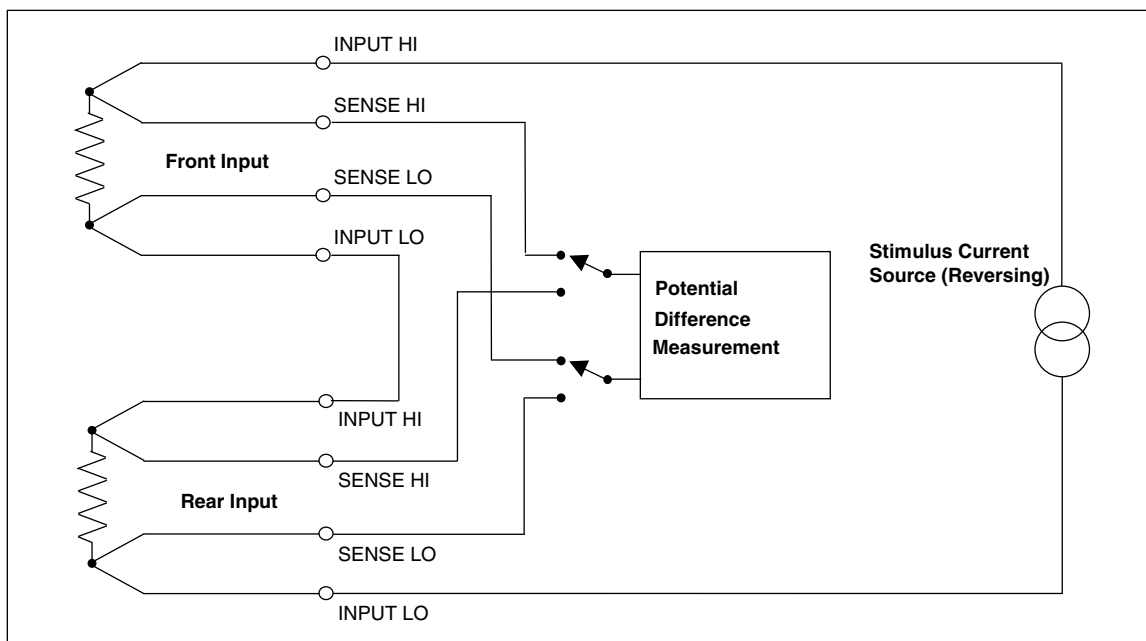 INPUT HI
SENSE HI
Front Input
SENSE LO
INPUT LO
Stimulus Current
Source (Reversing)
Potential
Difference
Measurement
INPUT HI
SENSE HI
Rear Input
SENSE LO
INPUT LO